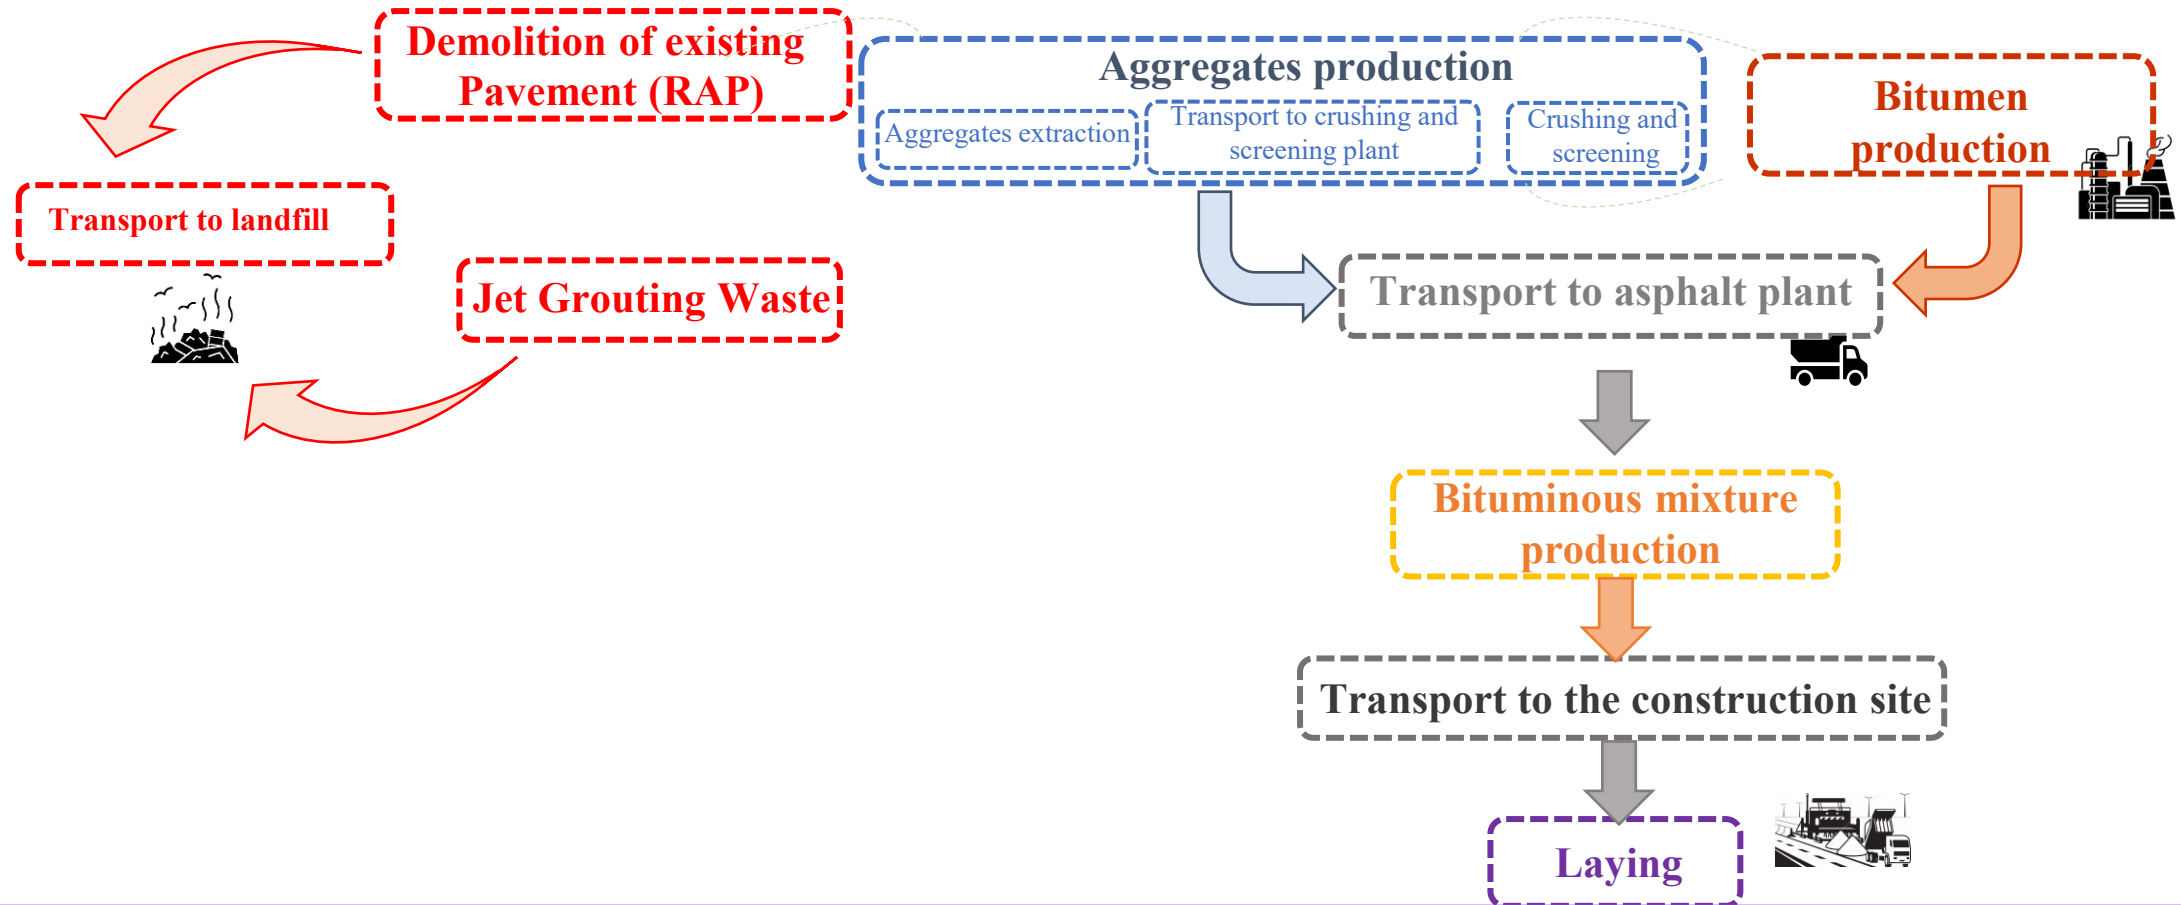 Demolition of existing
Pavement (RAP)
Aggregates production
Aggregates extraction
Transport to crushing and
screening plant
Crushing and
screening
Bitumen
production
Transport to landfill
Jet Grouting Waste
Transport to asphalt plant
Bituminous mixture
production
Transport to the construction site
Laying